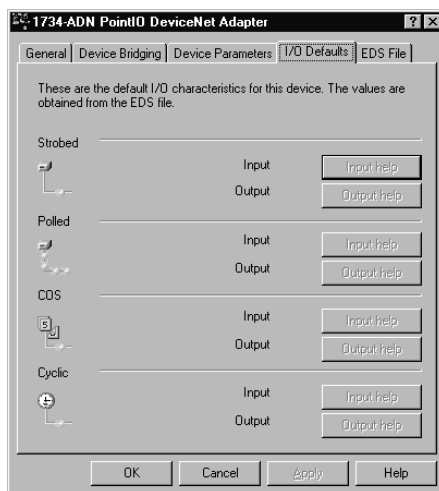 1734-ADN PointIO DeviceNet Adapter
General
Device Bridging
Device Parameters
I/O Defaults
EDS File
These are the default I/O characteristics for this device. The values are
obtained from the EDS file.
Strobed
Input
Input help
Output
Output help
Polled
Input
Input help
Output
Output help
COS
Input
Input help
Output
Output help
Cyclic
Input
Input help
Output
Output help
OK
Cancel
Apply
Help